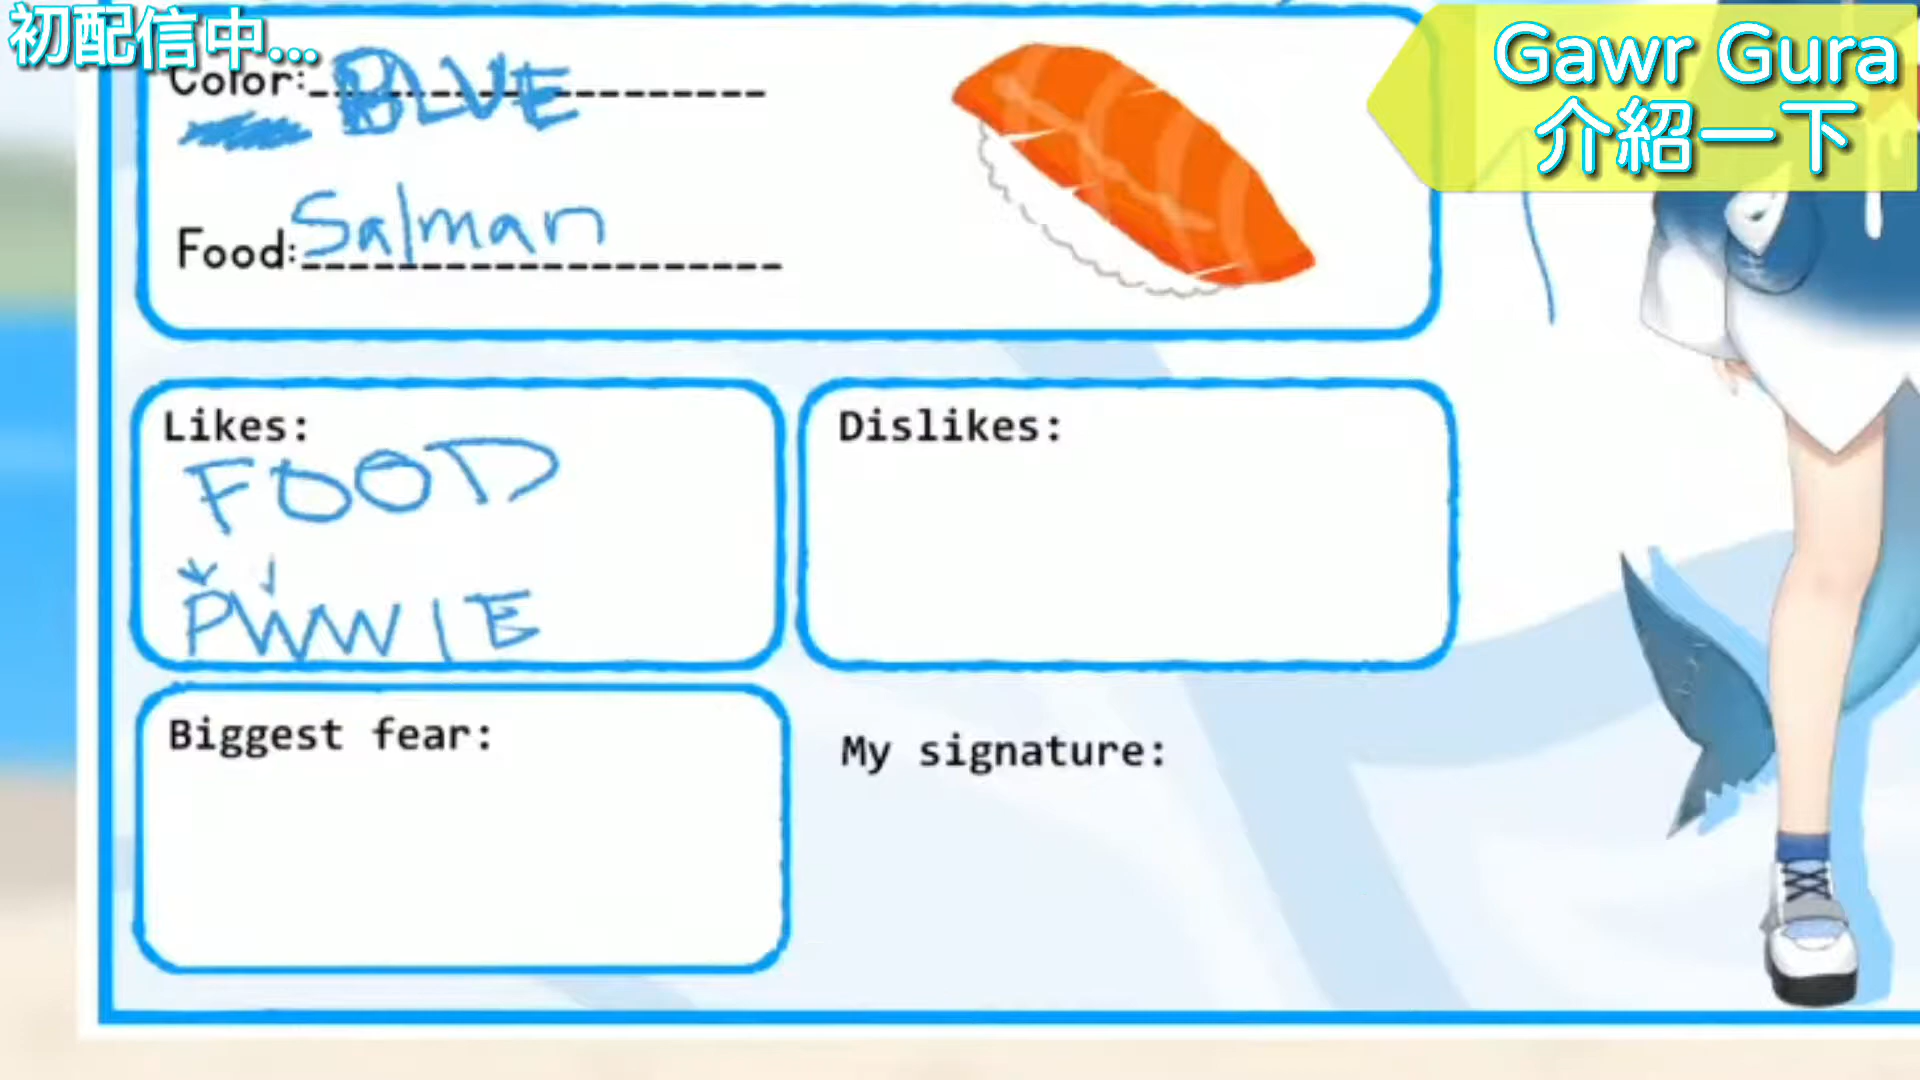 初配信中...
Gawr Gura
介紹一下
Color: BLUE
Food: Salman
Likes:
FOOD
PWWIE
Dislikes:
Biggest fear:
My signature: